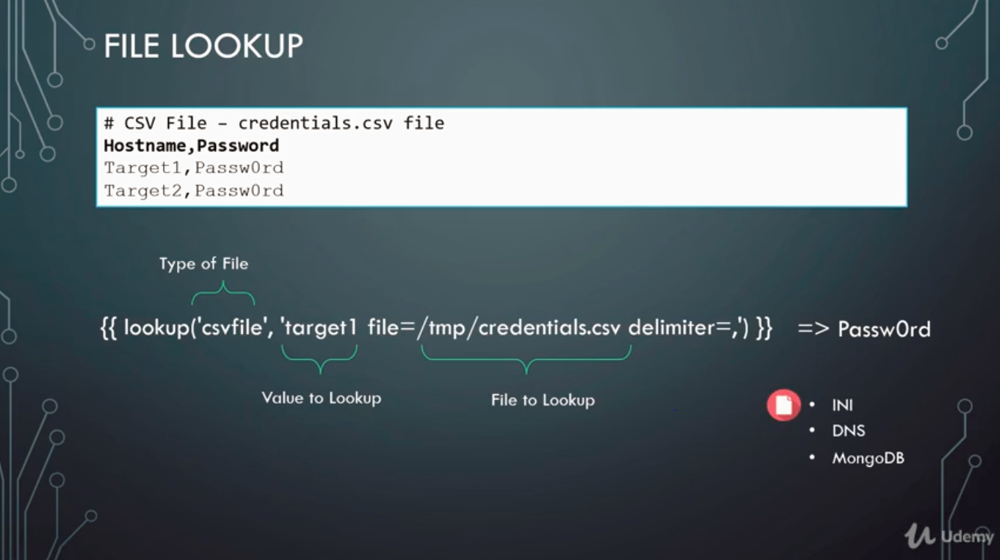 FILE LOOKUP
# CSV File – credentials.csv file
Hostname,Password
Target1,Passw0rd
Target2,Passw0rd
Type of File
{{ lookup('csvfile', 'target1 file=/tmp/credentials.csv delimiter=,') }} => Passw0rd
Value to Lookup
File to Lookup
• INI
• DNS
• MongoDB
Udemy